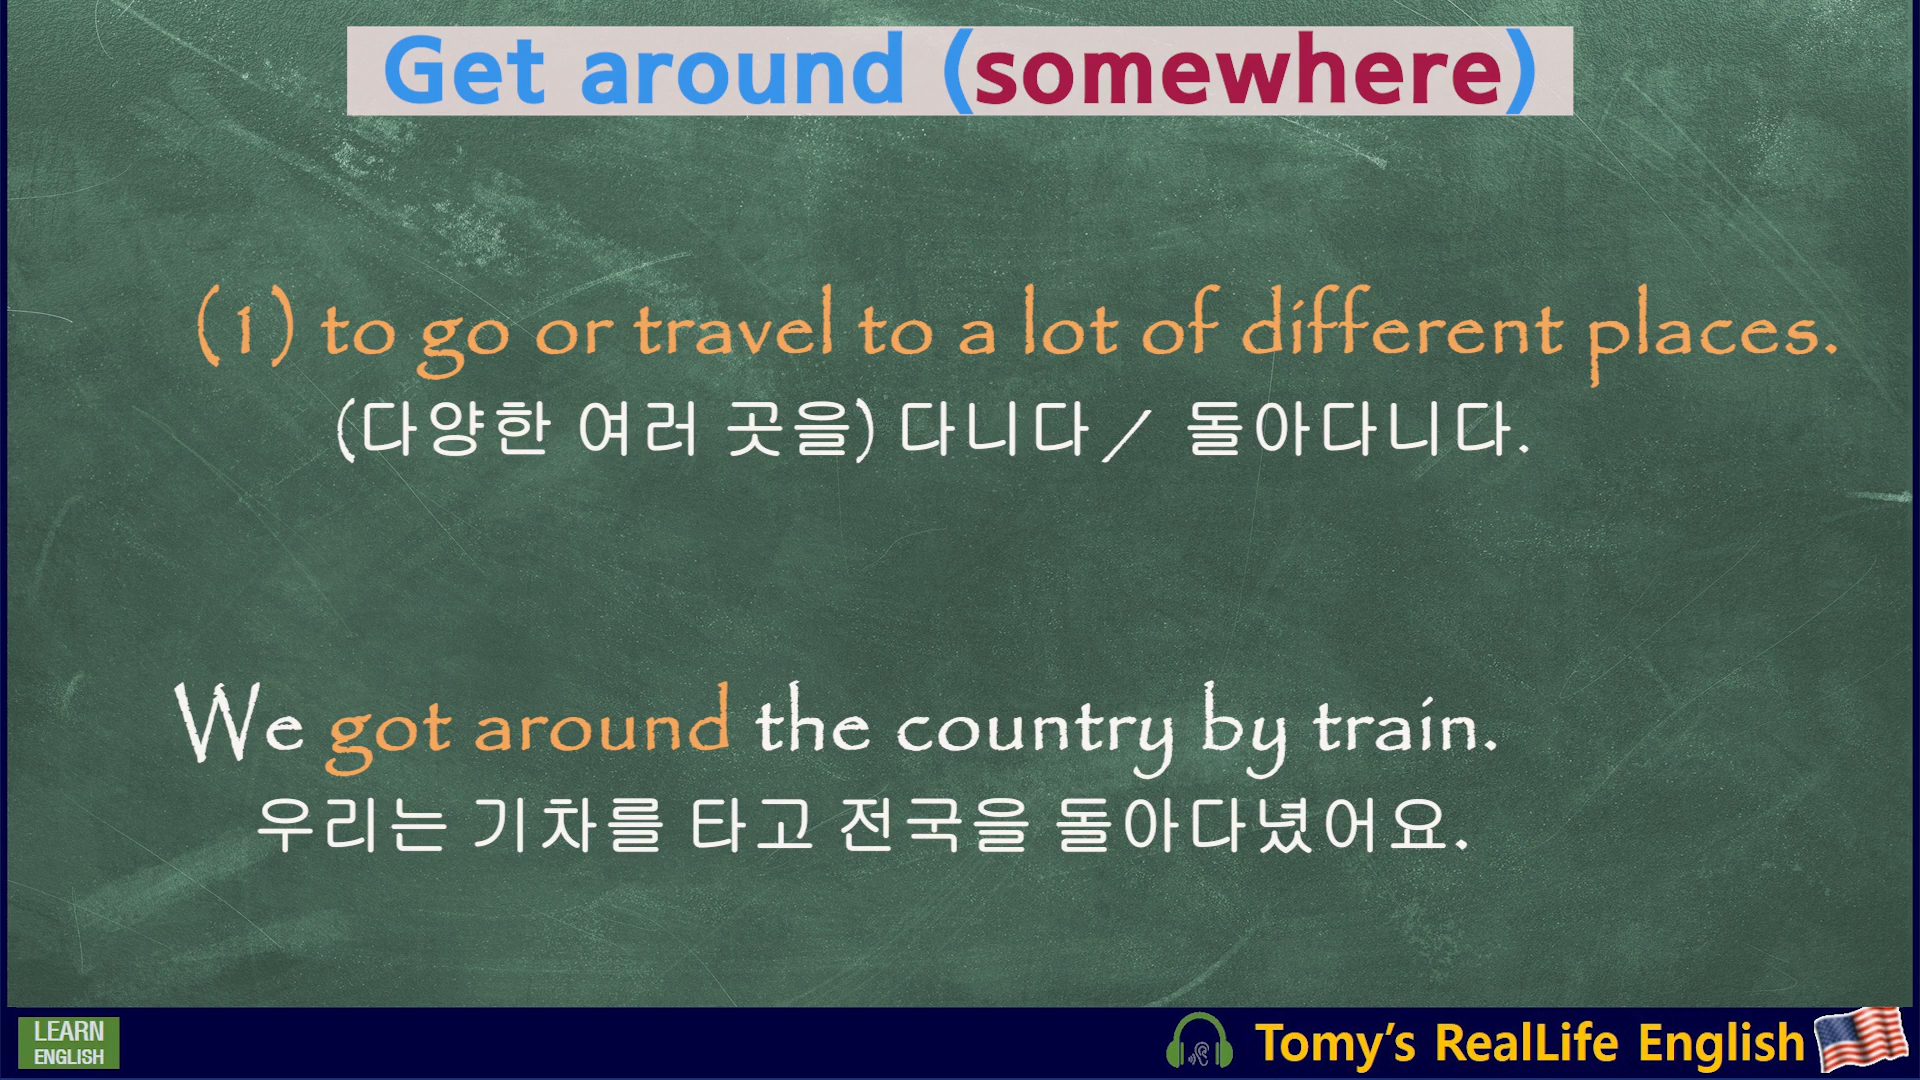 Get around (somewhere)
(1) to go or travel to a lot of different places.
(다양한 여러 곳을) 다니다 / 돌아다니다.
We got around the country by train.
우리는 기차를 타고 전국을 돌아다녔어요.
LEARN
ENGLISH
Tomy's RealLife English